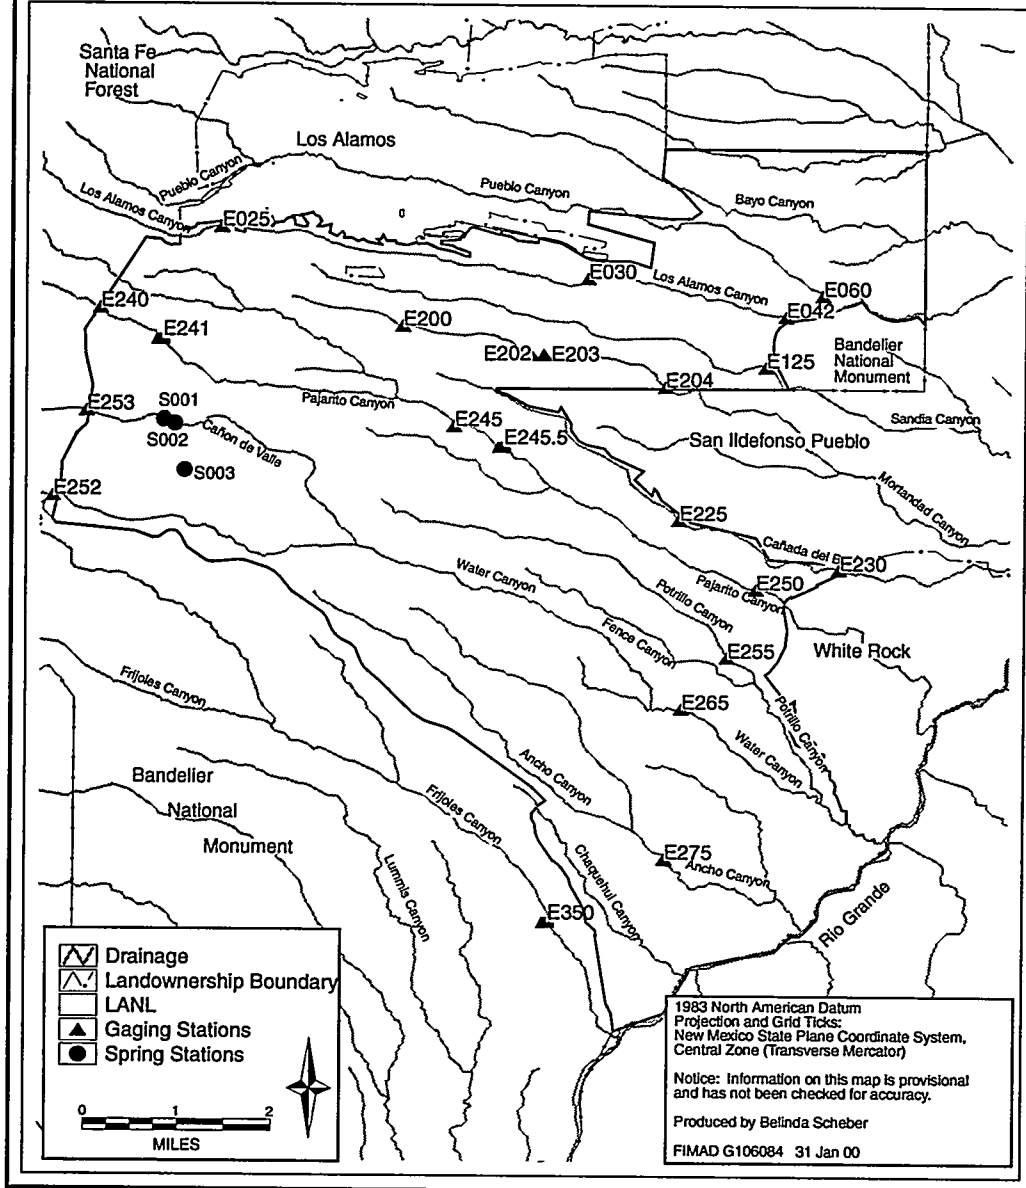 Santa Fe
National
Forest
Los Alamos
Pueblo Canyon
Pueblo Canyon
Bayo Canyon
Los Alamos Canyon
E025
E030
Los Alamos Canyon
E060
E042
E240
E241
E200
E202
E203
E125
Bandelier
National
Monument
E204
E253
S001
S002
Cañon de Valle
S003
Pajarito Canyon
E245
E245.5
Sandia Canyon
San Ildefonso Pueblo
Mortandad Canyon
E252
E225
Cañada del B
E230
Water Canyon
Potrillo Canyon
Pajarito Canyon
E250
Fence Canyon
E255
White Rock
Frijoles Canyon
E265
Potrillo Canyon
Water Canyon
Bandelier
National
Monument
Ancho Canyon
Frijoles Canyon
Lummis Canyon
Chaquehui Canyon
E275
Ancho Canyon
E350
Rio Grande
Drainage
Landownership Boundary
LANL
Gaging Stations
Spring Stations
0 1 2
MILES
1983 North American Datum
Projection and Grid Ticks:
New Mexico State Plane Coordinate System,
Central Zone (Transverse Mercator)
Notice: Information on this map is provisional
and has not been checked for accuracy.
Produced by Belinda Scheber
FIMAD G106084 31 Jan 00